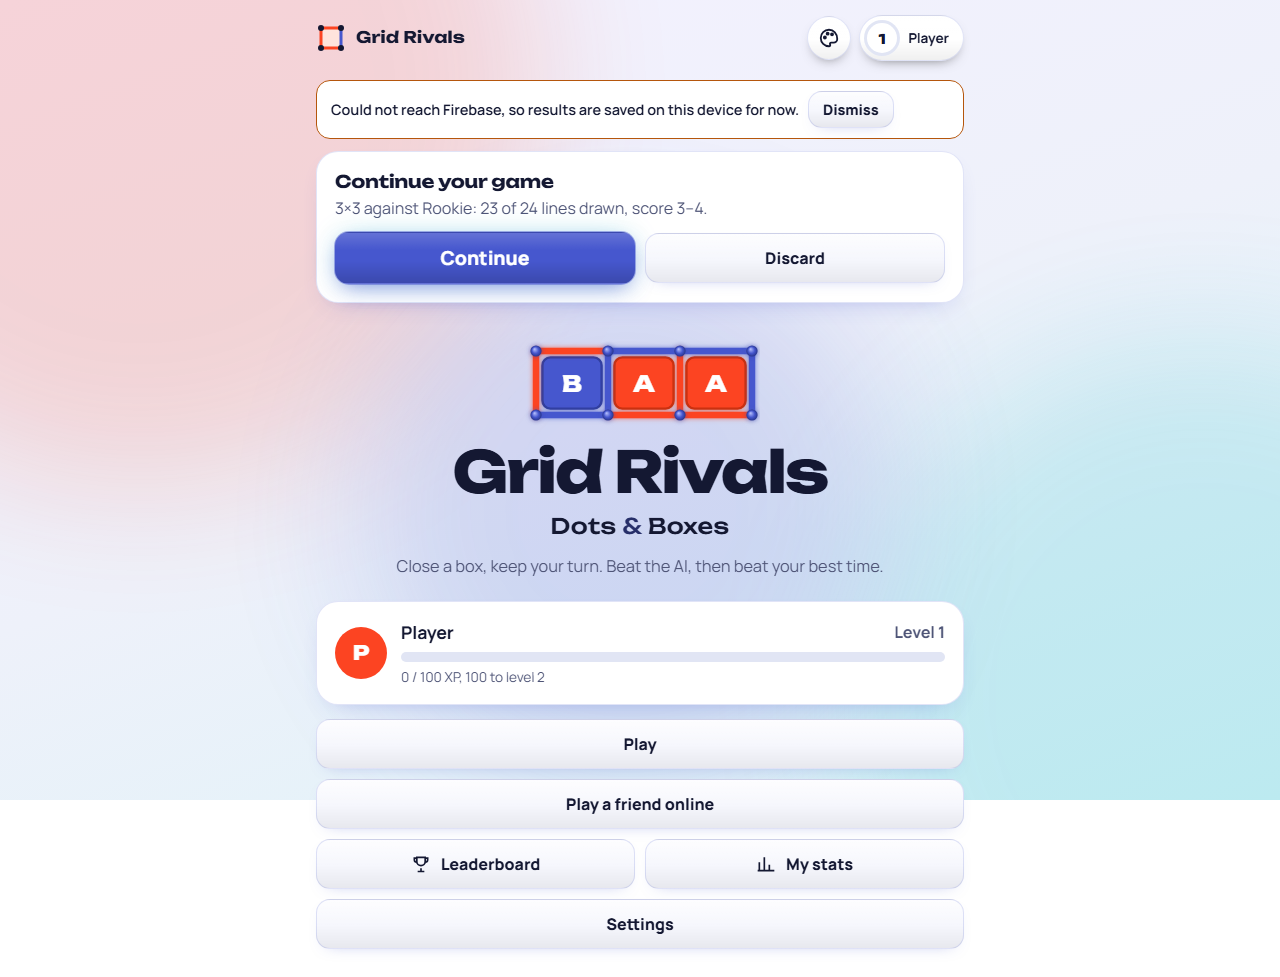 Grid Rivals
1 Player
Could not reach Firebase, so results are saved on this device for now. Dismiss
Continue your game
3×3 against Rookie: 23 of 24 lines drawn, score 3–4.
Continue Discard
B A A
Grid Rivals
Dots & Boxes
Close a box, keep your turn. Beat the AI, then beat your best time.
P
Player Level 1
0 / 100 XP, 100 to level 2
Play
Play a friend online
Leaderboard My stats
Settings